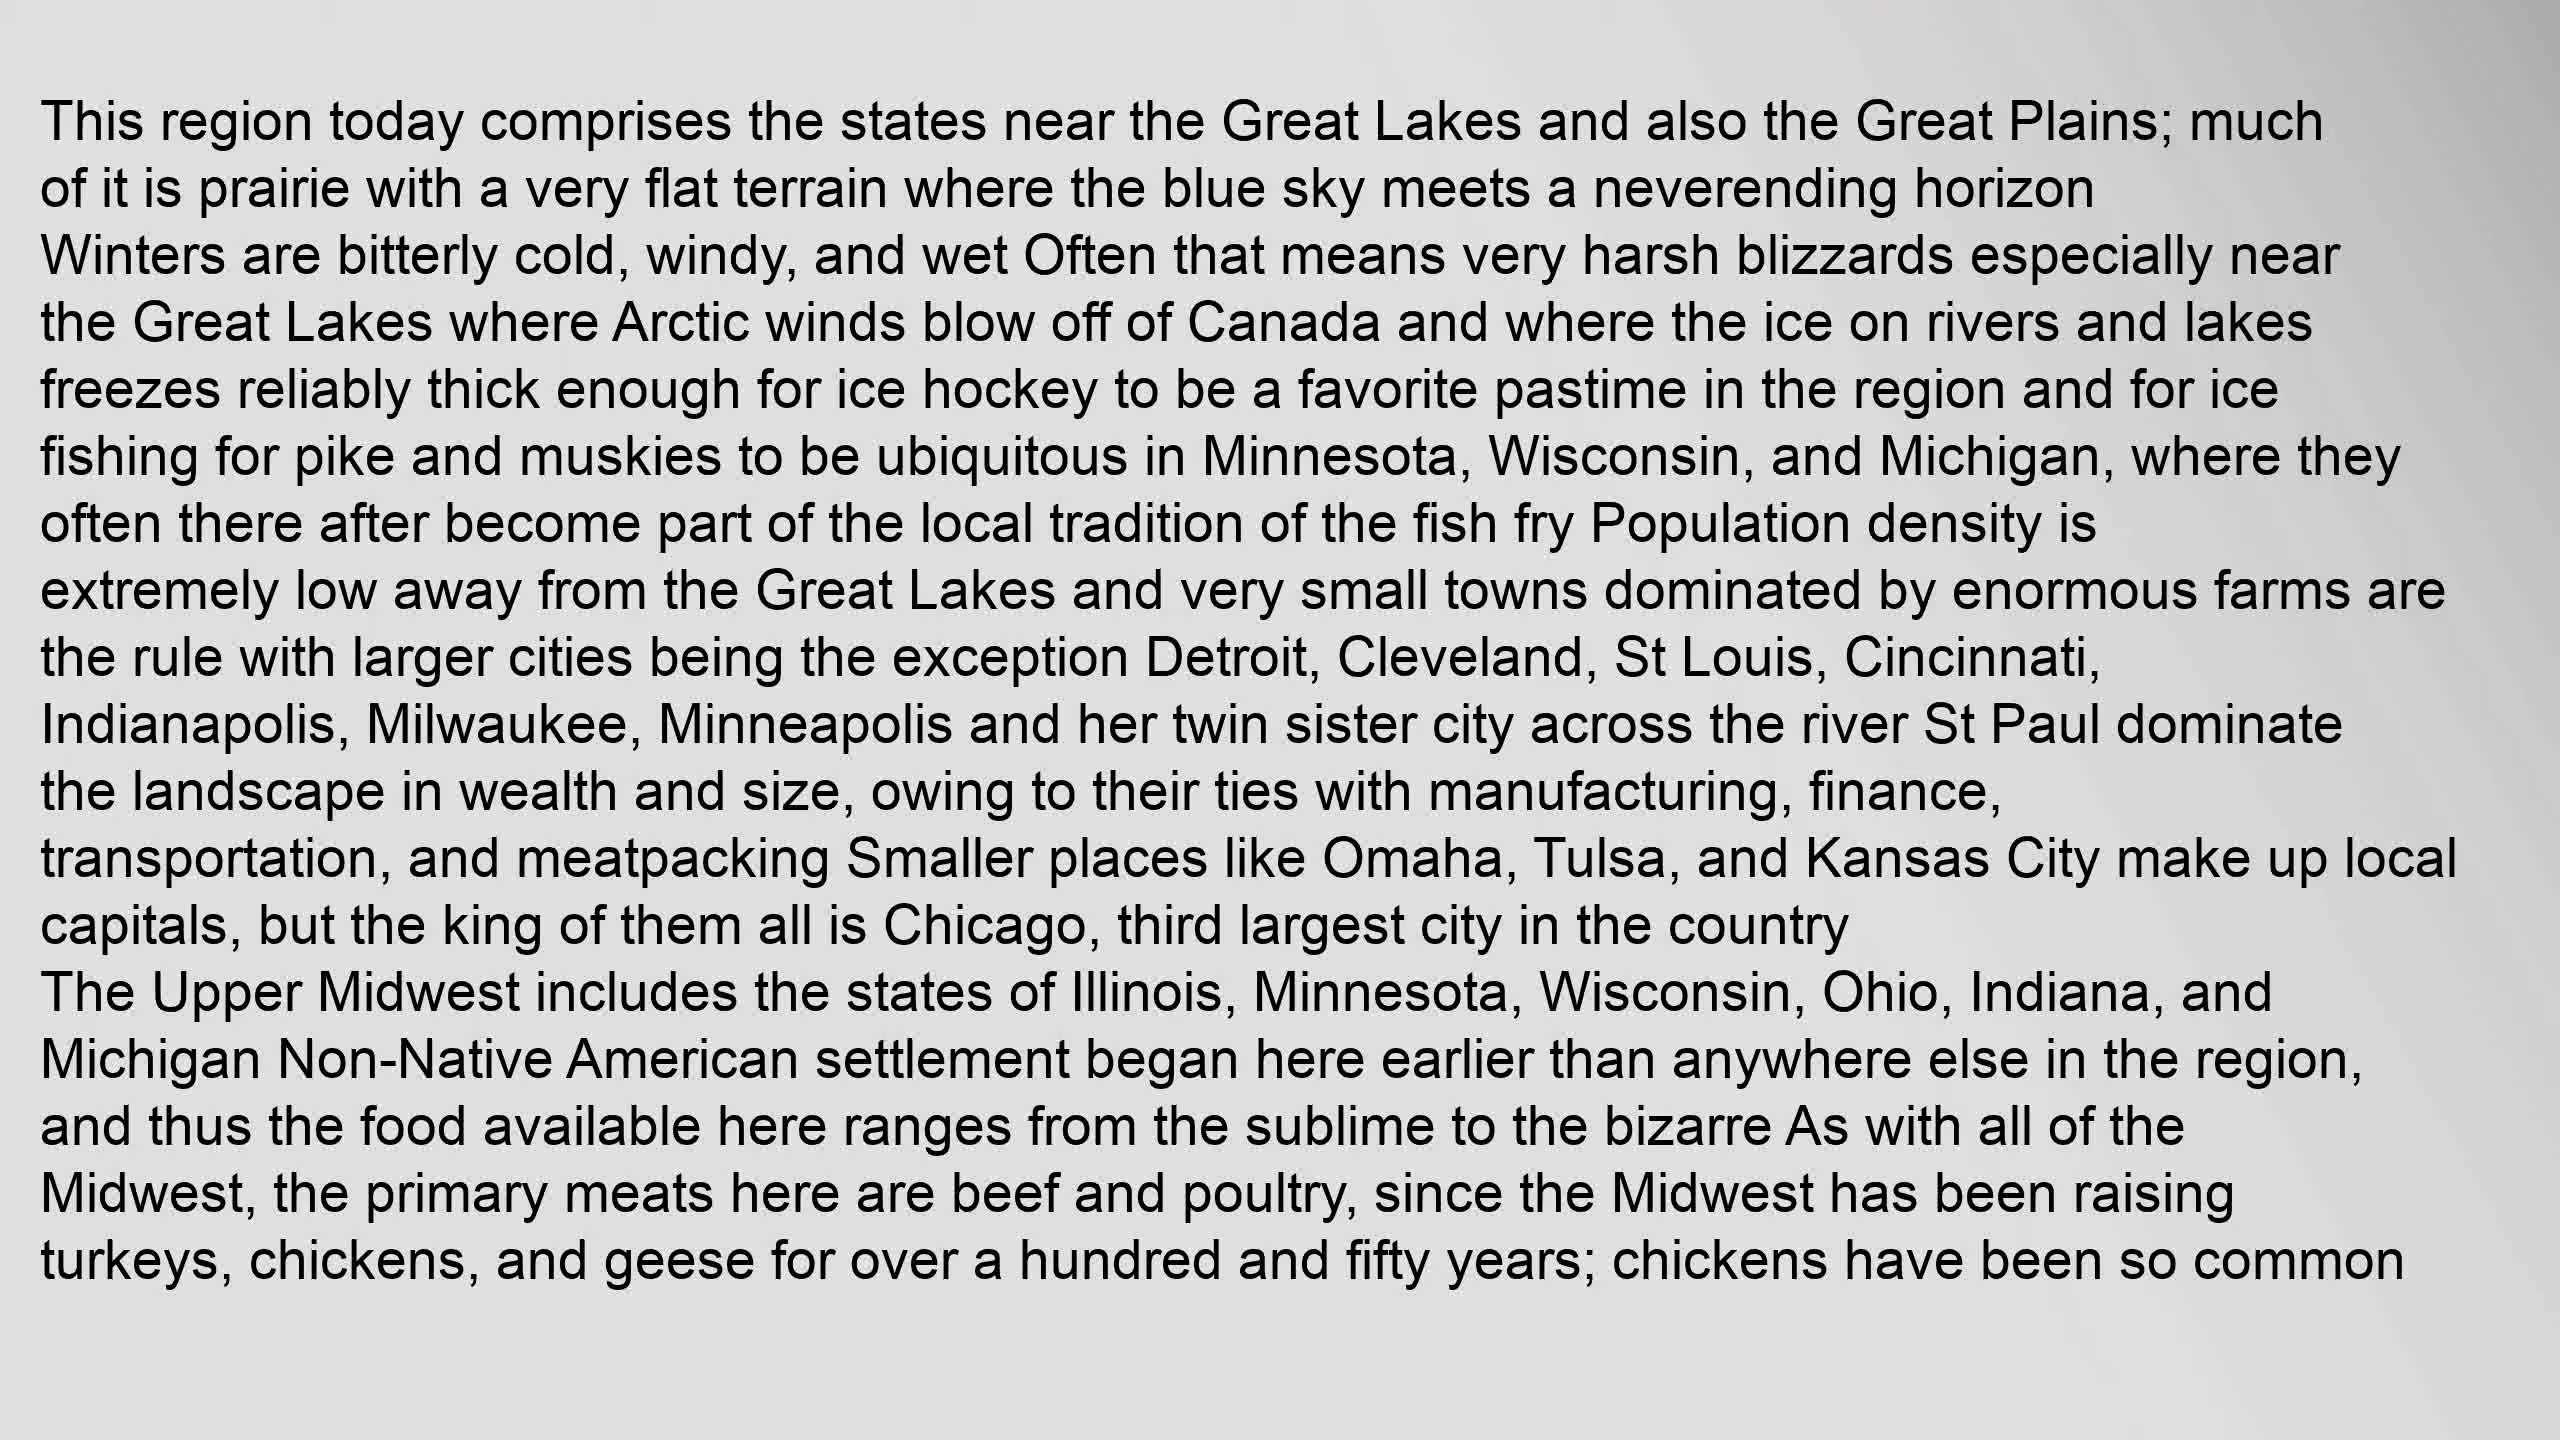 This region today comprises the states near the Great Lakes and also the Great Plains; much
of it is prairie with a very flat terrain where the blue sky meets a neverending horizon
Winters are bitterly cold, windy, and wet Often that means very harsh blizzards especially near
the Great Lakes where Arctic winds blow off of Canada and where the ice on rivers and lakes
freezes reliably thick enough for ice hockey to be a favorite pastime in the region and for ice
fishing for pike and muskies to be ubiquitous in Minnesota, Wisconsin, and Michigan, where they
often there after become part of the local tradition of the fish fry Population density is
extremely low away from the Great Lakes and very small towns dominated by enormous farms are
the rule with larger cities being the exception Detroit, Cleveland, St Louis, Cincinnati,
Indianapolis, Milwaukee, Minneapolis and her twin sister city across the river St Paul dominate
the landscape in wealth and size, owing to their ties with manufacturing, finance,
transportation, and meatpacking Smaller places like Omaha, Tulsa, and Kansas City make up local
capitals, but the king of them all is Chicago, third largest city in the country
The Upper Midwest includes the states of Illinois, Minnesota, Wisconsin, Ohio, Indiana, and
Michigan Non-Native American settlement began here earlier than anywhere else in the region,
and thus the food available here ranges from the sublime to the bizarre As with all of the
Midwest, the primary meats here are beef and poultry, since the Midwest has been raising
turkeys, chickens, and geese for over a hundred and fifty years; chickens have been so common